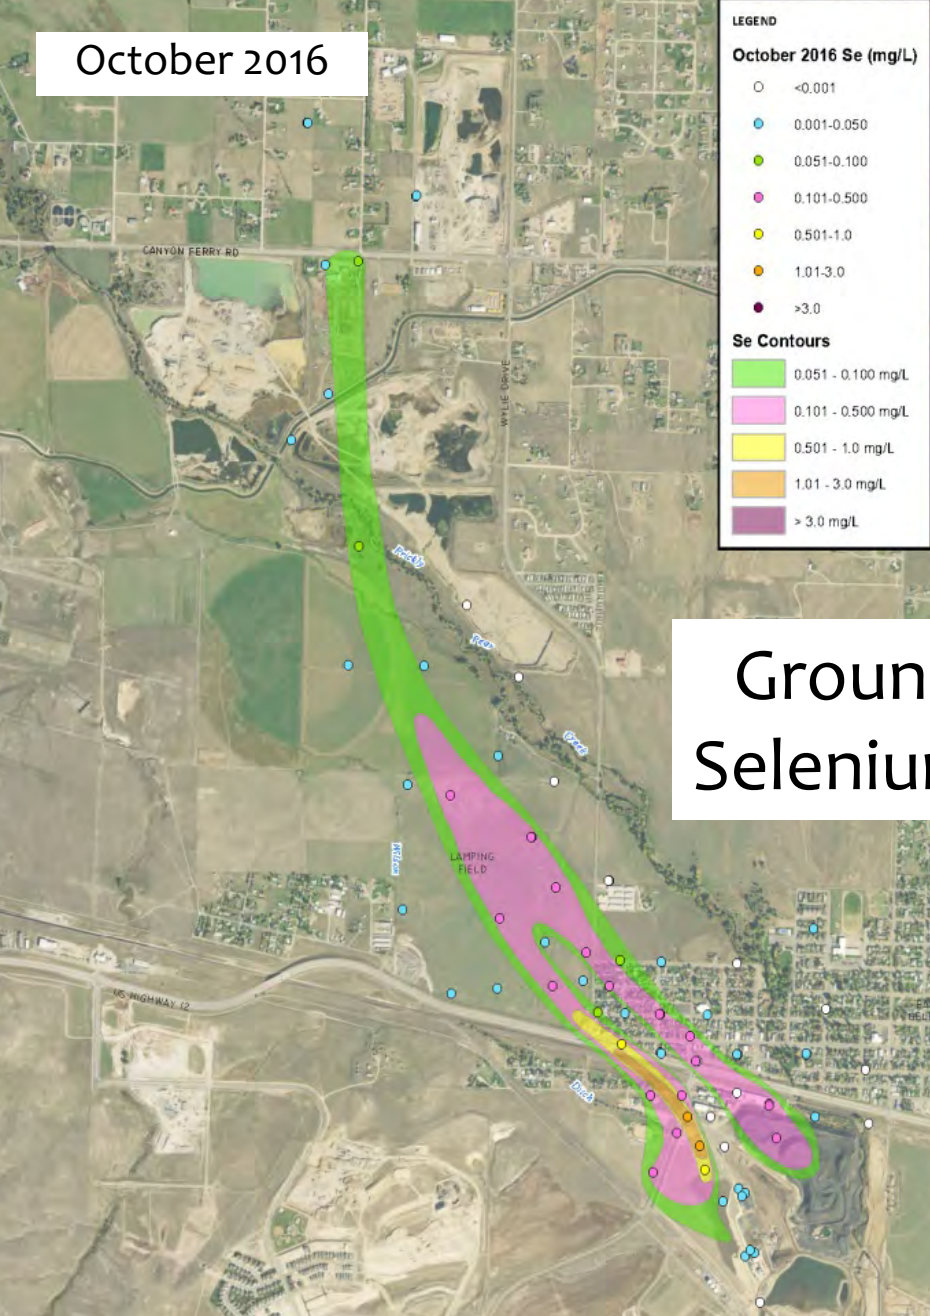 October 2016
LEGEND
October 2016 Se (mg/L)
<0.001
0.001-0.050
0.051-0.100
0.101-0.500
0.501-1.0
1.01-3.0
>3.0
Se Contours
0.051 - 0.100 mg/L
0.101 - 0.500 mg/L
0.501 - 1.0 mg/L
1.01 - 3.0 mg/L
> 3.0 mg/L
CANYON FERRY RD
WYLIE DRIVE
Prickly
Pear
Creek
Groun
Seleniur
Wilson
LAMPING
FIELD
US HIGHWAY 12
Ditch